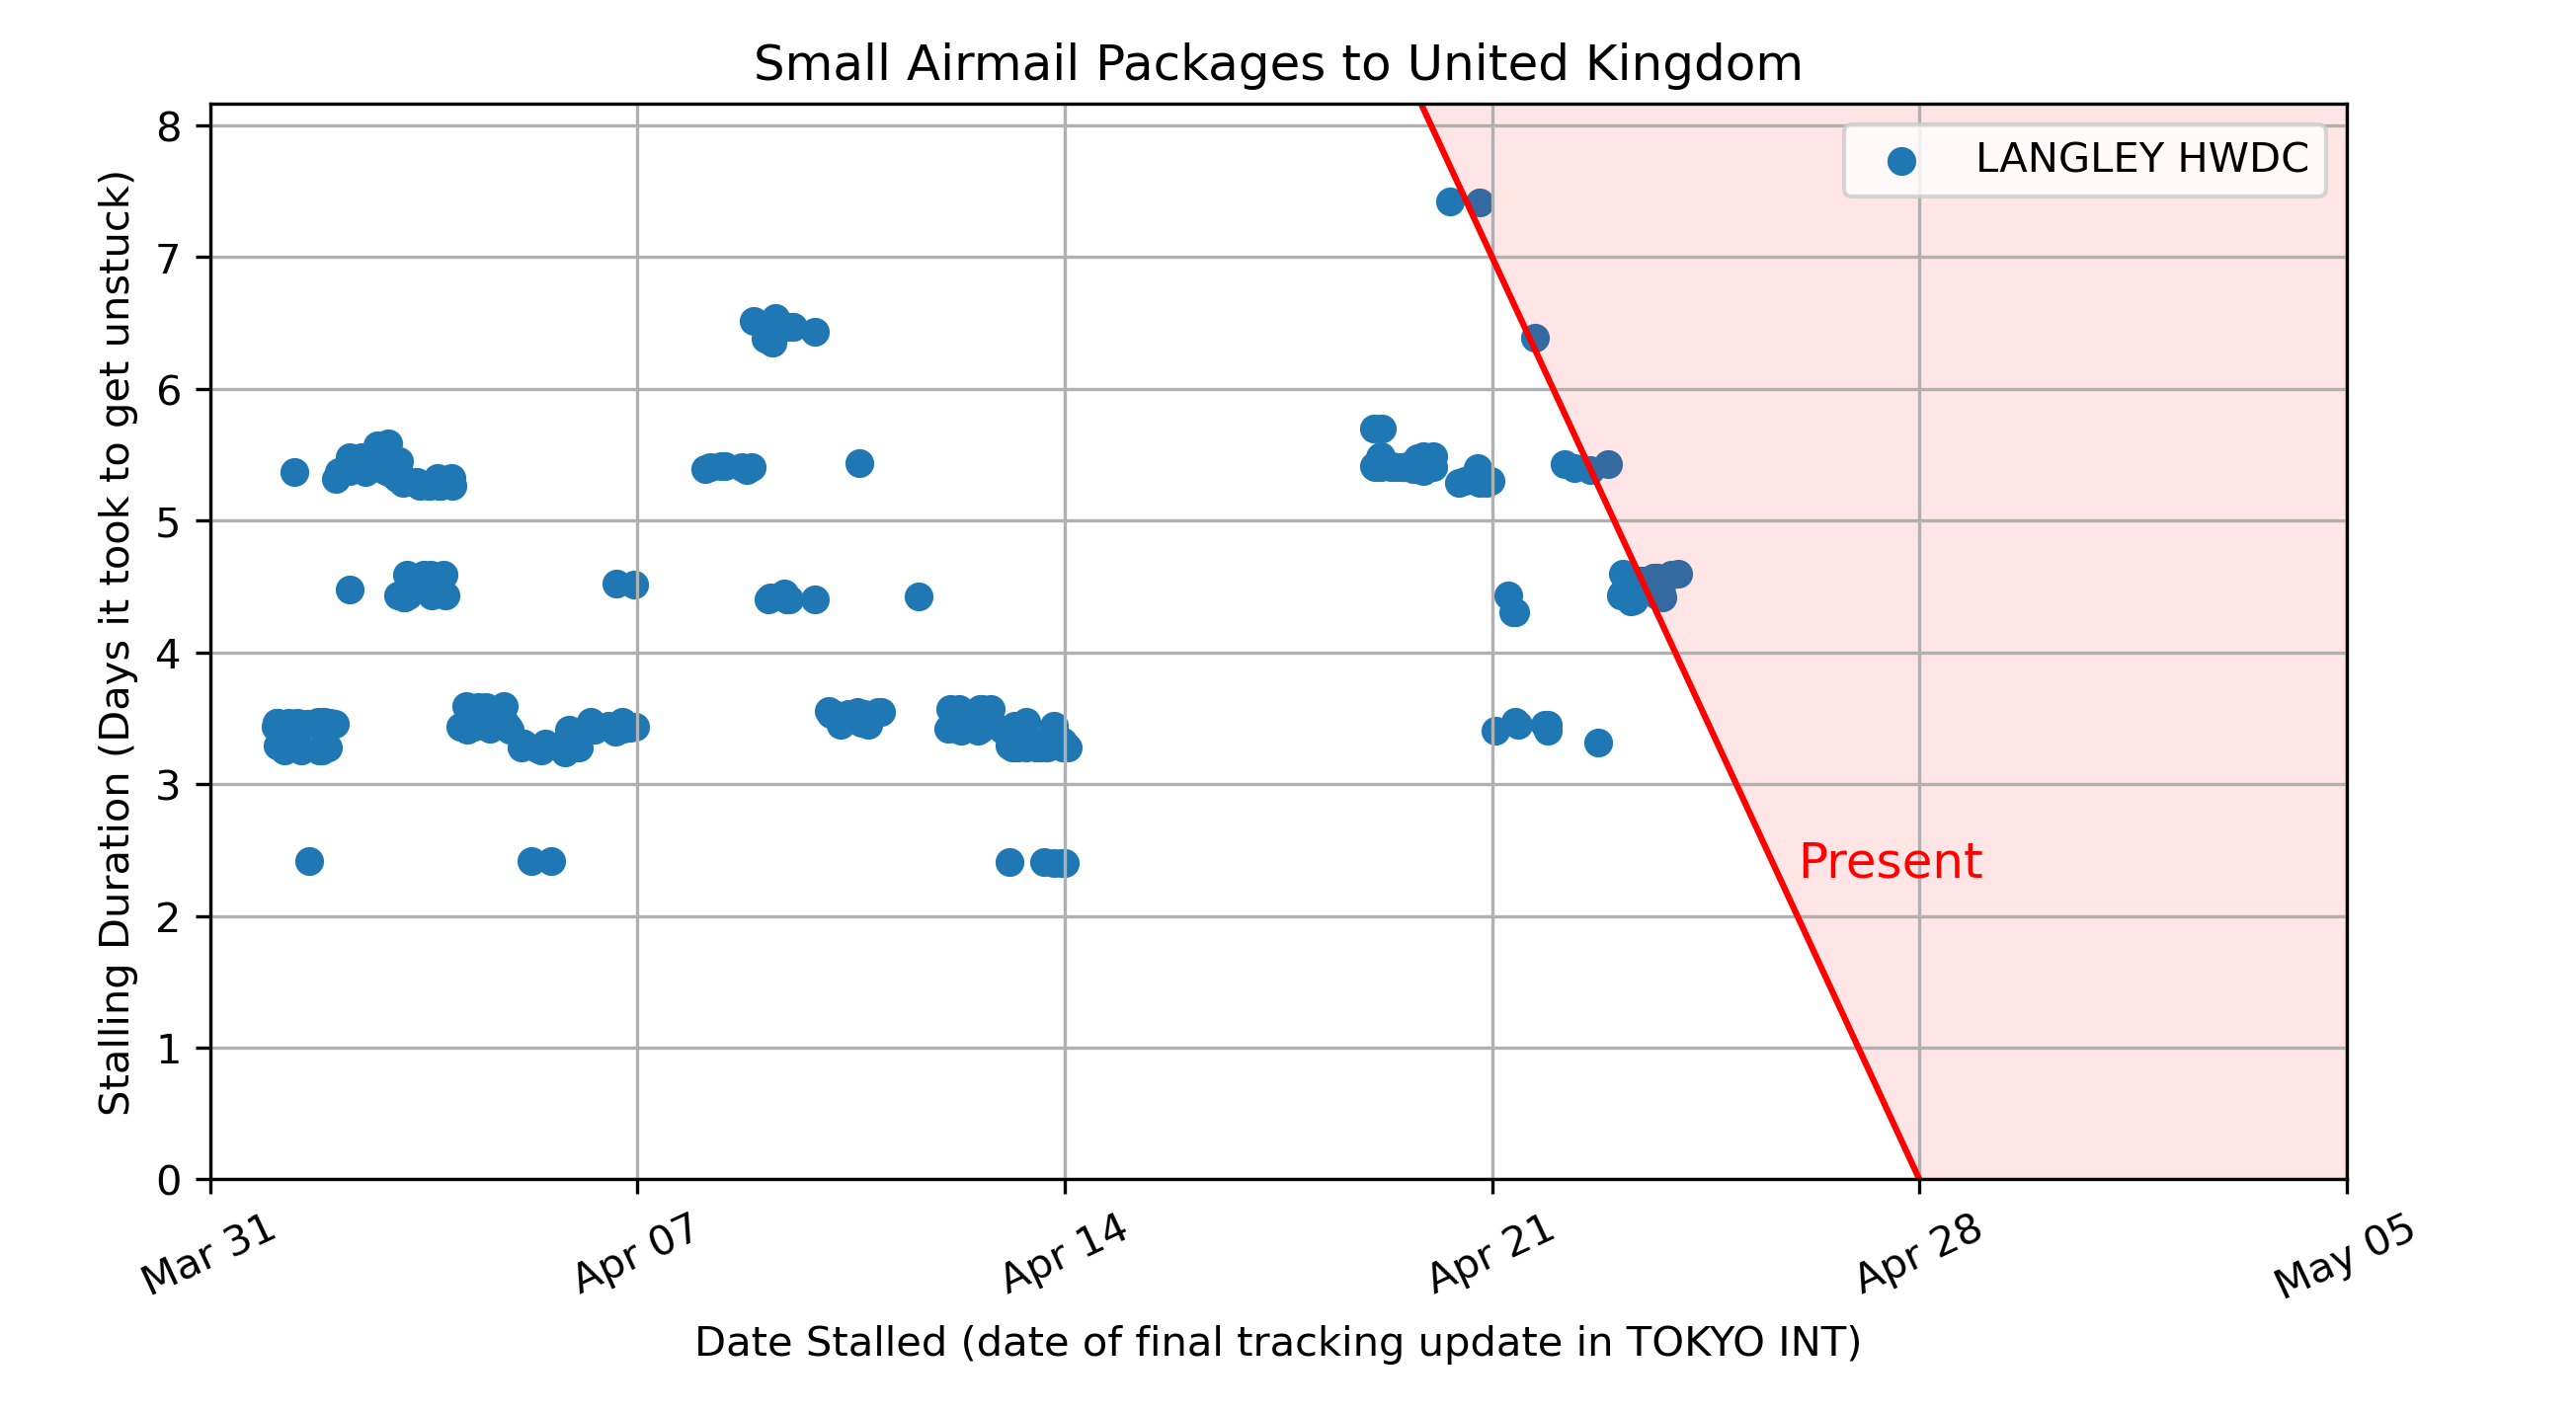 Small Airmail Packages to United Kingdom
Stalling Duration (Days it took to get unstuck)
8
7
6
5
4
3
2
1
0
LANGLEY HWDC
Present
Mar 31
Apr 07
Apr 14
Apr 21
Apr 28
May 05
Date Stalled (date of final tracking update in TOKYO INT)